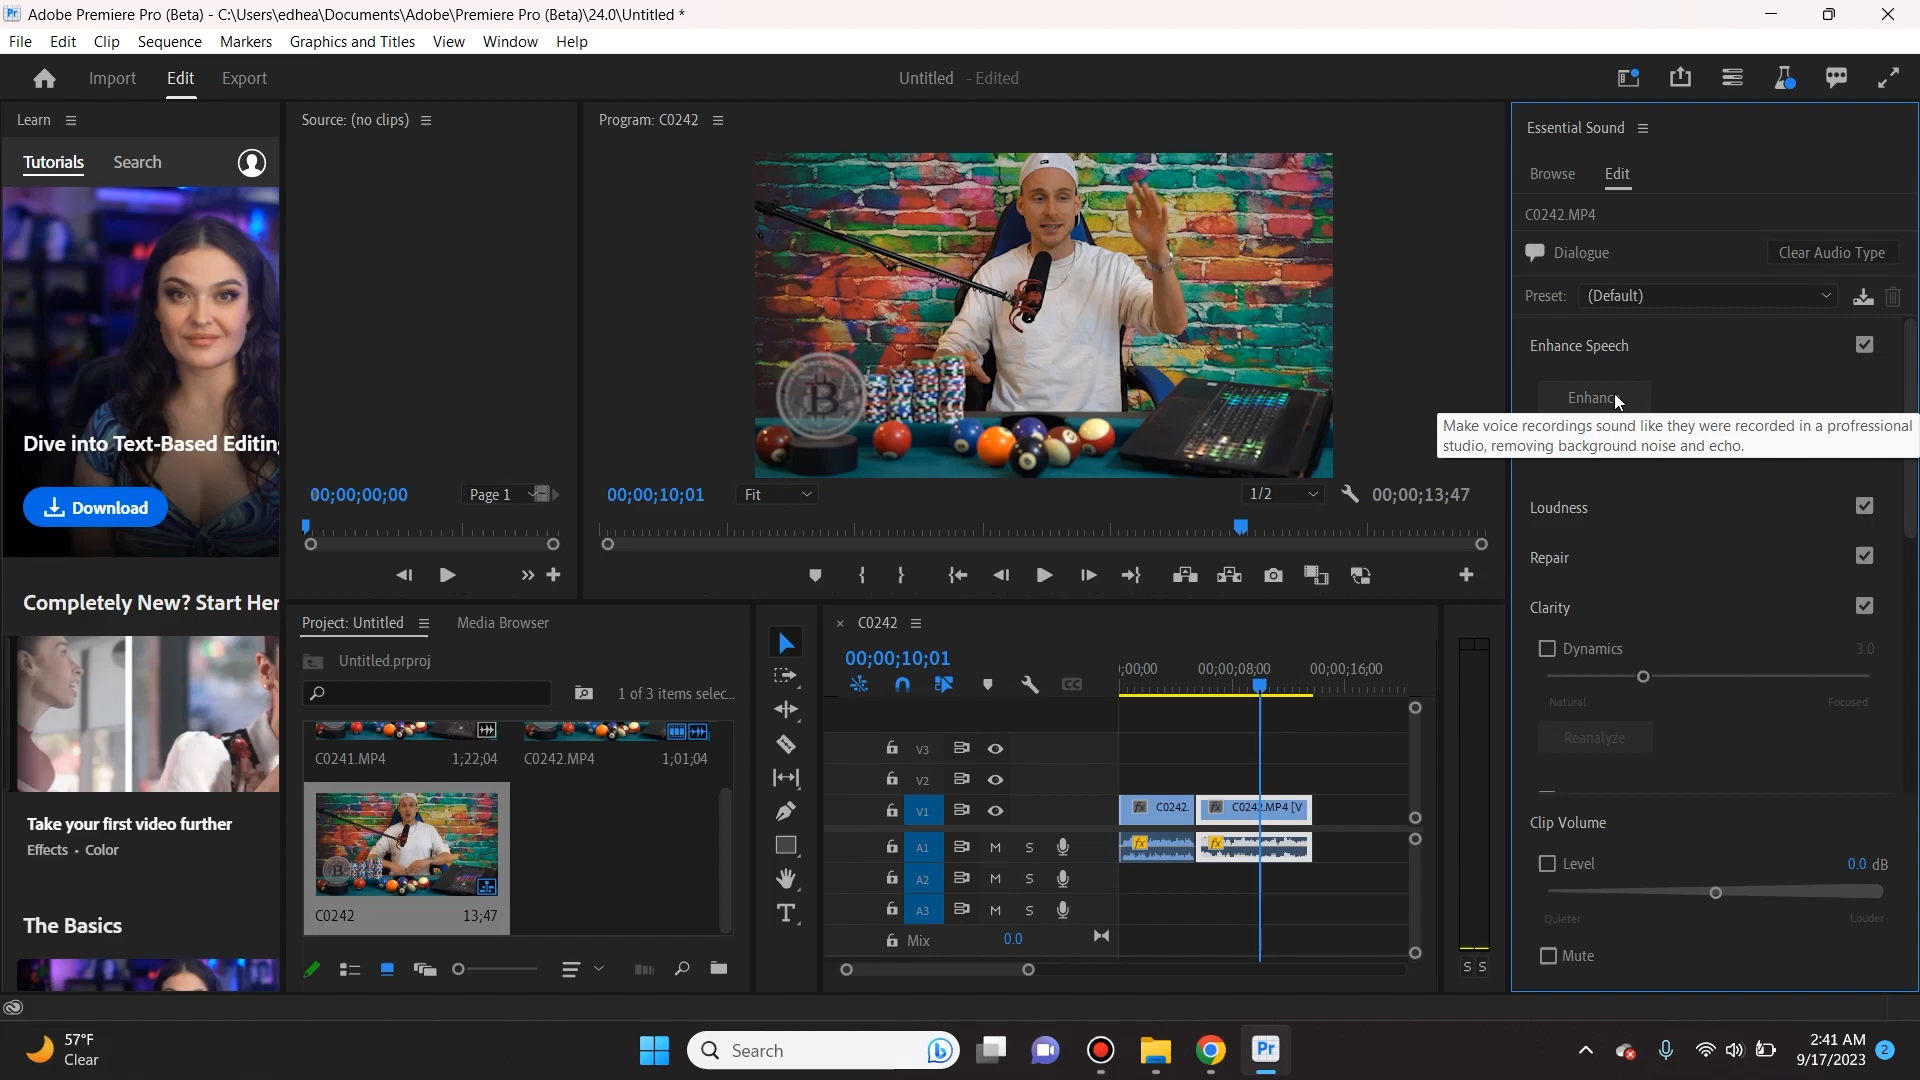 Adobe Premiere Pro (Beta) - C:\Users\edhea\Documents\Adobe\Premiere Pro (Beta)\24.0\Untitled *
File Edit Clip Sequence Markers Graphics and Titles View Window Help
Import Edit Export
Untitled - Edited
Learn
Tutorials Search
Dive into Text-Based Editing
Download
Completely New? Start Her
Take your first video further
Effects • Color
The Basics
Source: (no clips)
00;00;00;00 Page 1
Program: C0242
00;00;10;01 Fit 1/2 00;00;13;47
Project: Untitled Media Browser
Untitled.prproj
1 of 3 items selec...
C0241.MP4 1;22;04 C0242.MP4 1;01;04
C0242 13;47
× C0242
00;00;10;01
;00;00 00;00;08;00 00;00;16;00
V3
V2
V1 C0242. C0242.MP4 [V
A1 M S
A2 M S
A3 M S
Mix 0.0
S S
Essential Sound
Browse Edit
C0242.MP4
Dialogue Clear Audio Type
Preset: (Default)
Enhance Speech
Enhanc
Make voice recordings sound like they were recorded in a profressional
studio, removing background noise and echo.
Loudness
Repair
Clarity
Dynamics 3.0
Natural Focused
Reanalyze
Clip Volume
Level 0.0 dB
Quieter Louder
Mute
57°F
Clear
Search
Pr
2:41 AM
9/17/2023
2